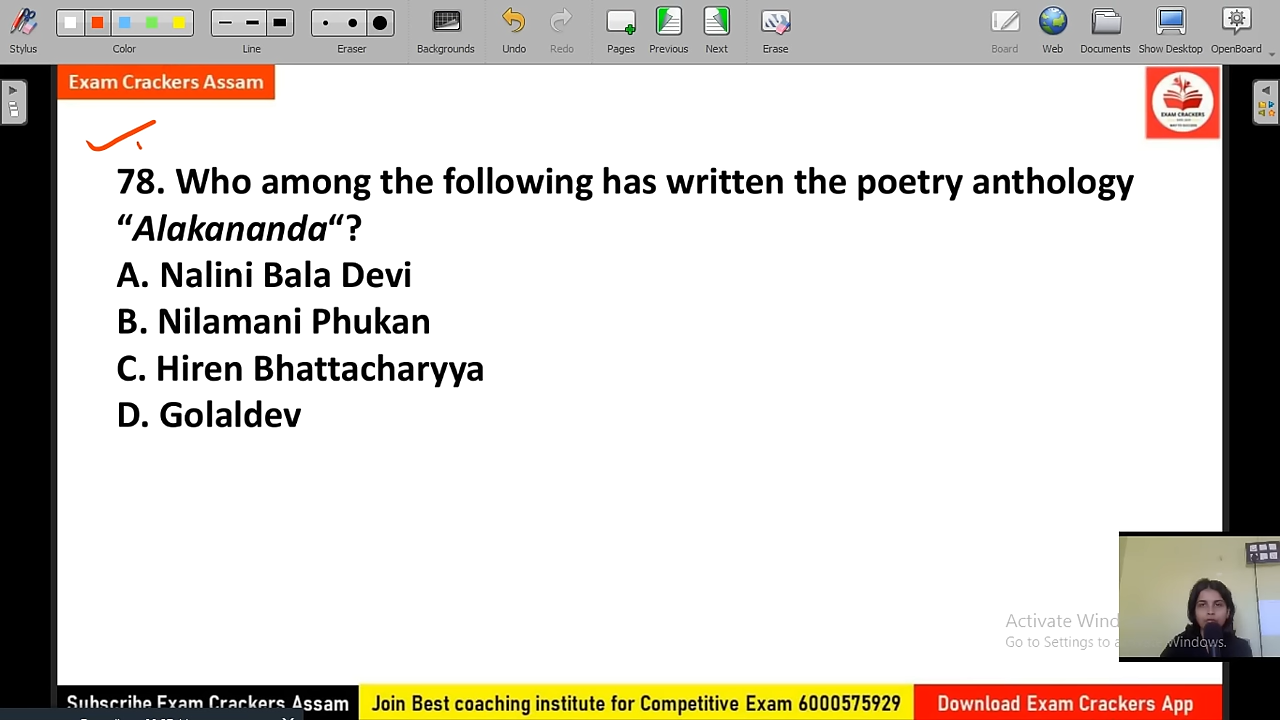 Stylus
Color
Line
Eraser
Backgrounds
Undo
Redo
Pages
Previous
Next
Erase
Board
Web
Documents
Show Desktop
OpenBoard
Exam Crackers Assam
EXAM CRACKERS
78. Who among the following has written the poetry anthology
“Alakananda“?
A. Nalini Bala Devi
B. Nilamani Phukan
C. Hiren Bhattacharyya
D. Golaldev
Activate Wind
Go to Settings to a Windows.
Subscribe Exam Crackers Assam
Join Best coaching institute for Competitive Exam 6000575929
Download Exam Crackers App